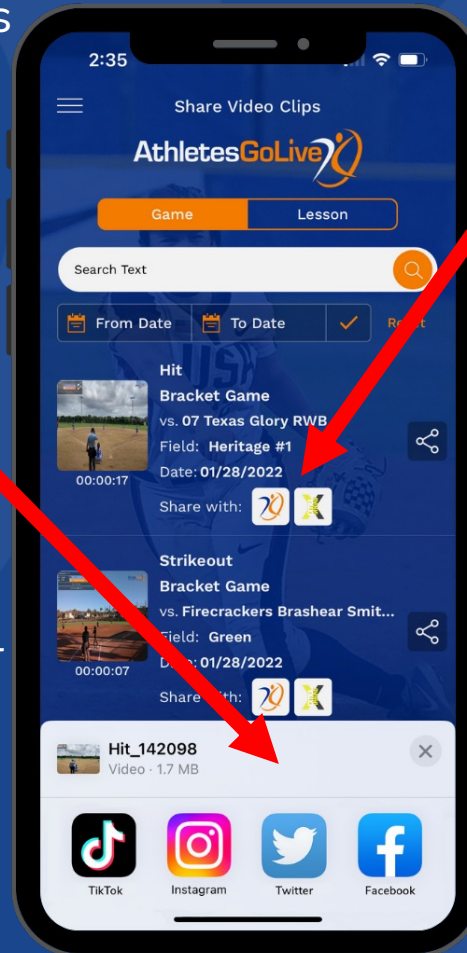 s
2:35
Share Video Clips
AthletesGoLive
Game Lesson
Search Text
From Date To Date
Hit
Bracket Game
vs. 07 Texas Glory RWB
Field: Heritage #1
Date: 01/28/2022
00:00:17
Share with:
Strikeout
Bracket Game
vs. Firecrackers Brashear Smit...
Field: Green
Date: 01/28/2022
00:00:07
Share with:
Hit_142098
Video · 1.7 MB
TikTok Instagram Twitter Facebook